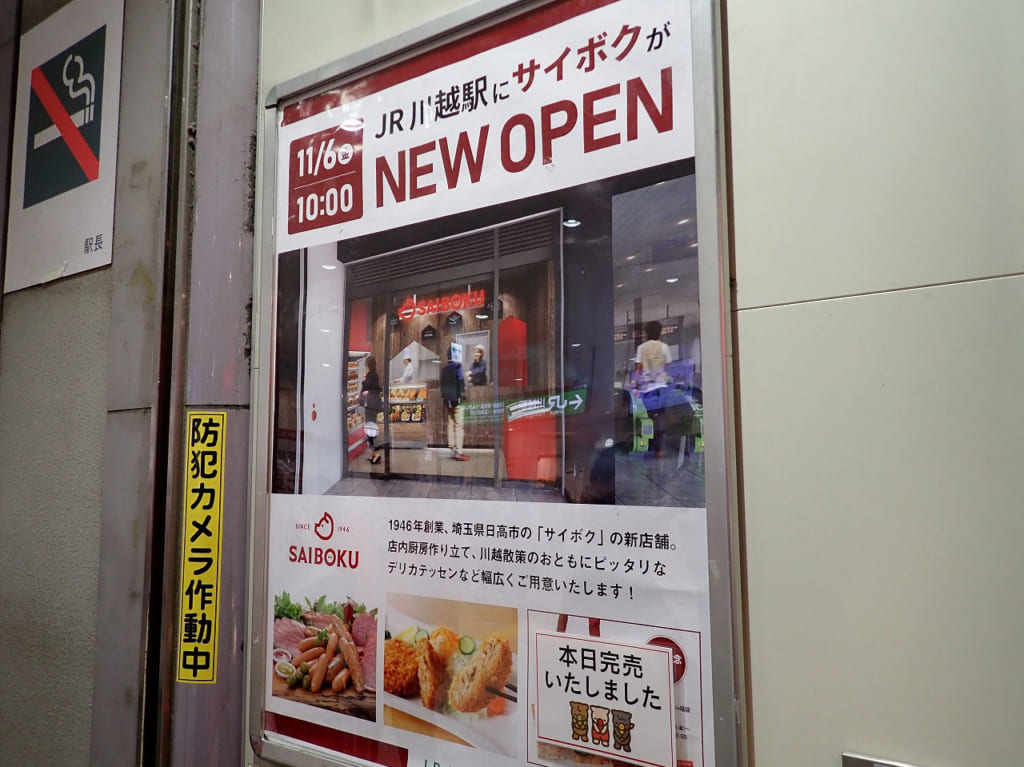 駅長
防犯カメラ作動中
11/6㊎
10:00
JR川越駅にサイボクが
NEW OPEN
SAIBOKU
SINCE 1946
SAIBOKU
1946年創業、埼玉県日高市の「サイボク」の新店舗。
店内厨房作り立て、川越散策のおともにピッタリな
デリカテッセンなど幅広くご用意いたします!
本日完売
いたしました